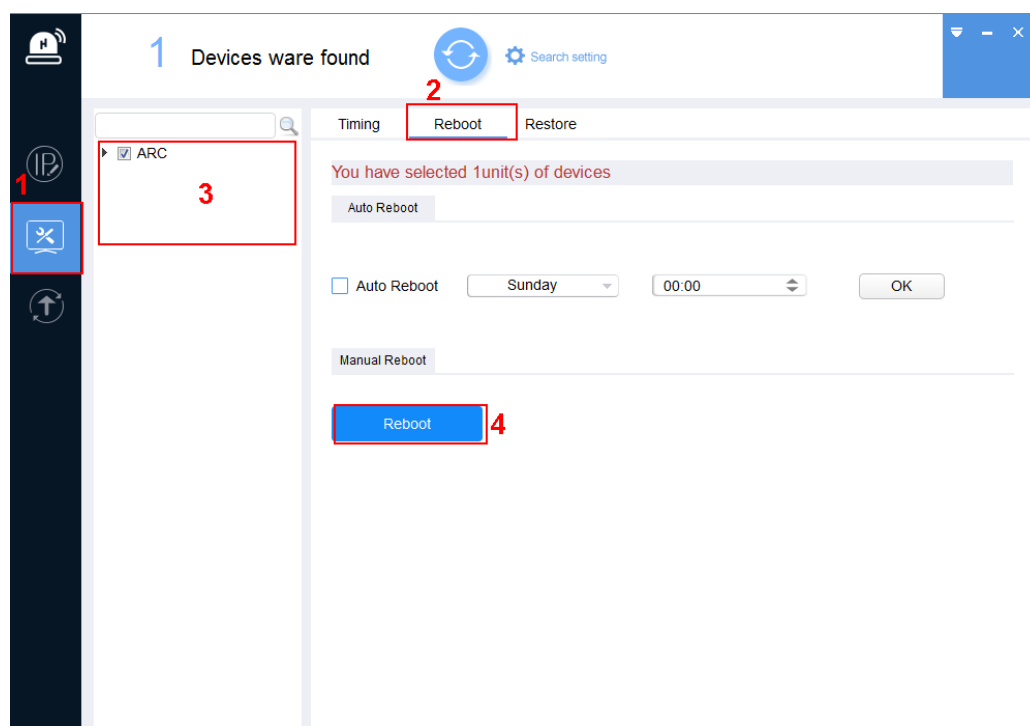 1 Devices ware found
Search setting
2
Timing Reboot Restore
ARC
You have selected 1unit(s) of devices
1
3
Auto Reboot
Auto Reboot Sunday 00:00 OK
Manual Reboot
Reboot 4